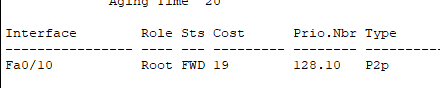 Aging Time 20
Interface Role Sts Cost Prio.Nbr Type
---------------- ---- --- --------- -------- ----------
Fa0/10 Root FWD 19 128.10 P2p